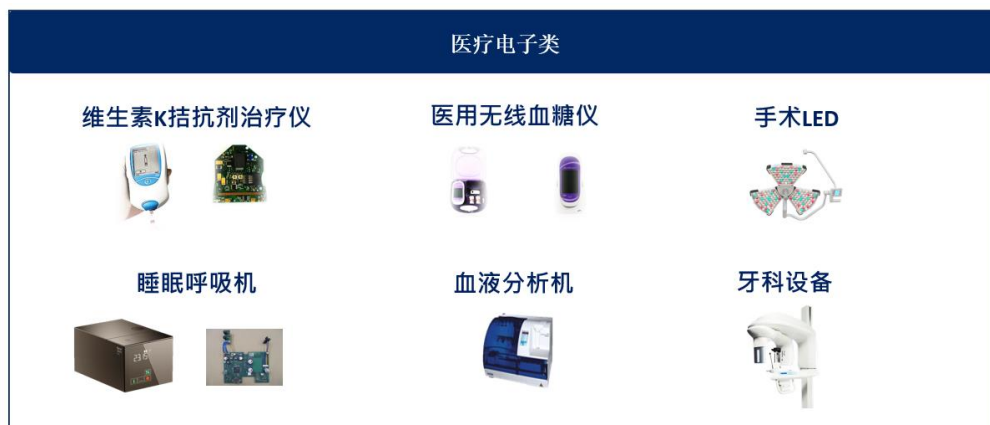 医疗电子类
维生素K拮抗剂治疗仪
医用无线血糖仪
手术LED
睡眠呼吸机
血液分析机
牙科设备